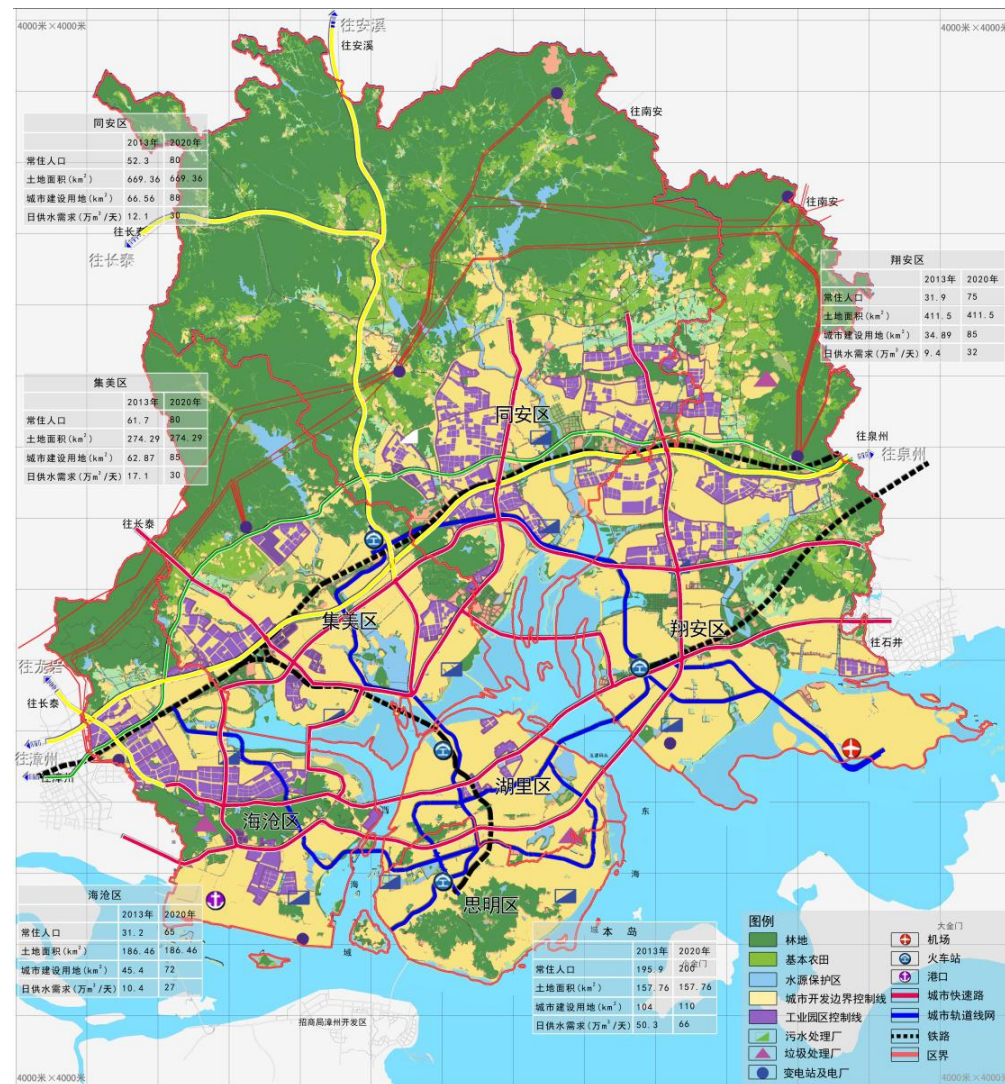 4000米×4000米
4000米×4000米
往安溪
往安溪
往南安
往南安
同安区
2013年 2020年
常住人口 52.3 80
土地面积(km²) 669.36 669.36
城市建设用地(km²) 66.56 88
日供水需求(万m³/天) 12.1 30
往长泰
往长泰
翔安区
2013年 2020年
常住人口 31.9 75
土地面积(km²) 411.5 411.5
城市建设用地(km²) 34.89 85
日供水需求(万m³/天) 9.4 32
集美区
2013年 2020年
常住人口 61.7 80
土地面积(km²) 274.29 274.29
城市建设用地(km²) 62.87 85
日供水需求(万m³/天) 17.1 30
同安区
往泉州
往泉州
往长泰
集美区
翔安区
往石井
往龙岩
往长泰
往漳州
往漳州
湖里区
海沧区
思明区
东
海
域
海
域
海沧区
2013年 2020年
常住人口 31.2 65
土地面积(km²) 186.46 186.46
城市建设用地(km²) 45.4 72
日供水需求(万m³/天) 10.4 27
本岛
2013年 2020年
常住人口 195.9 200
土地面积(km²) 157.76 157.76
城市建设用地(km²) 104 110
日供水需求(万m³/天) 50.3 66
招商局漳州开发区
大金门
图例
林地
基本农田
水源保护区
城市开发边界控制线
工业园区控制线
污水处理厂
垃圾处理厂
变电站及电厂
机场
火车站
港口
城市快速路
城市轨道线网
铁路
区界
4000米×4000米
4000米×4000米